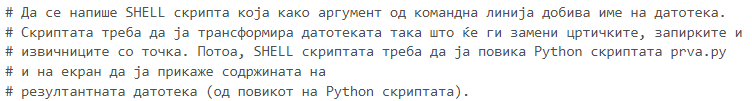 # Да се напише SHELL скрипта која како аргумент од командна линија добива име на датотека.
# Скриптата треба да ја трансформира датотеката така што ќе ги замени цртичките, запирките и
# извичниците со точка. Потоа, SHELL скриптата треба да ја повика Python скриптата prva.py
# и на екран да ја прикаже содржината на
# резултантната датотека (од повикот на Python скриптата).